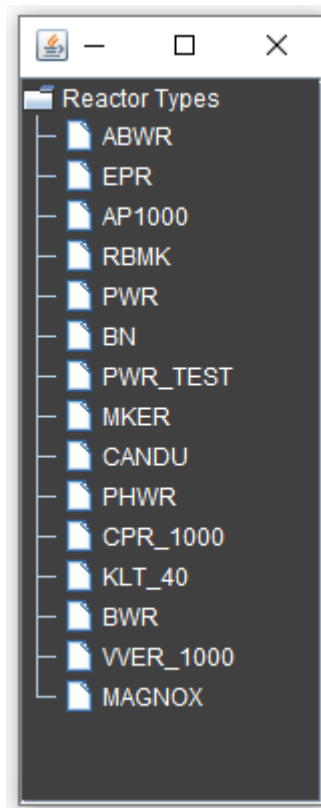 Reactor Types
ABWR
EPR
AP1000
RBMK
PWR
BN
PWR_TEST
MKER
CANDU
PHWR
CPR_1000
KLT_40
BWR
VVER_1000
MAGNOX